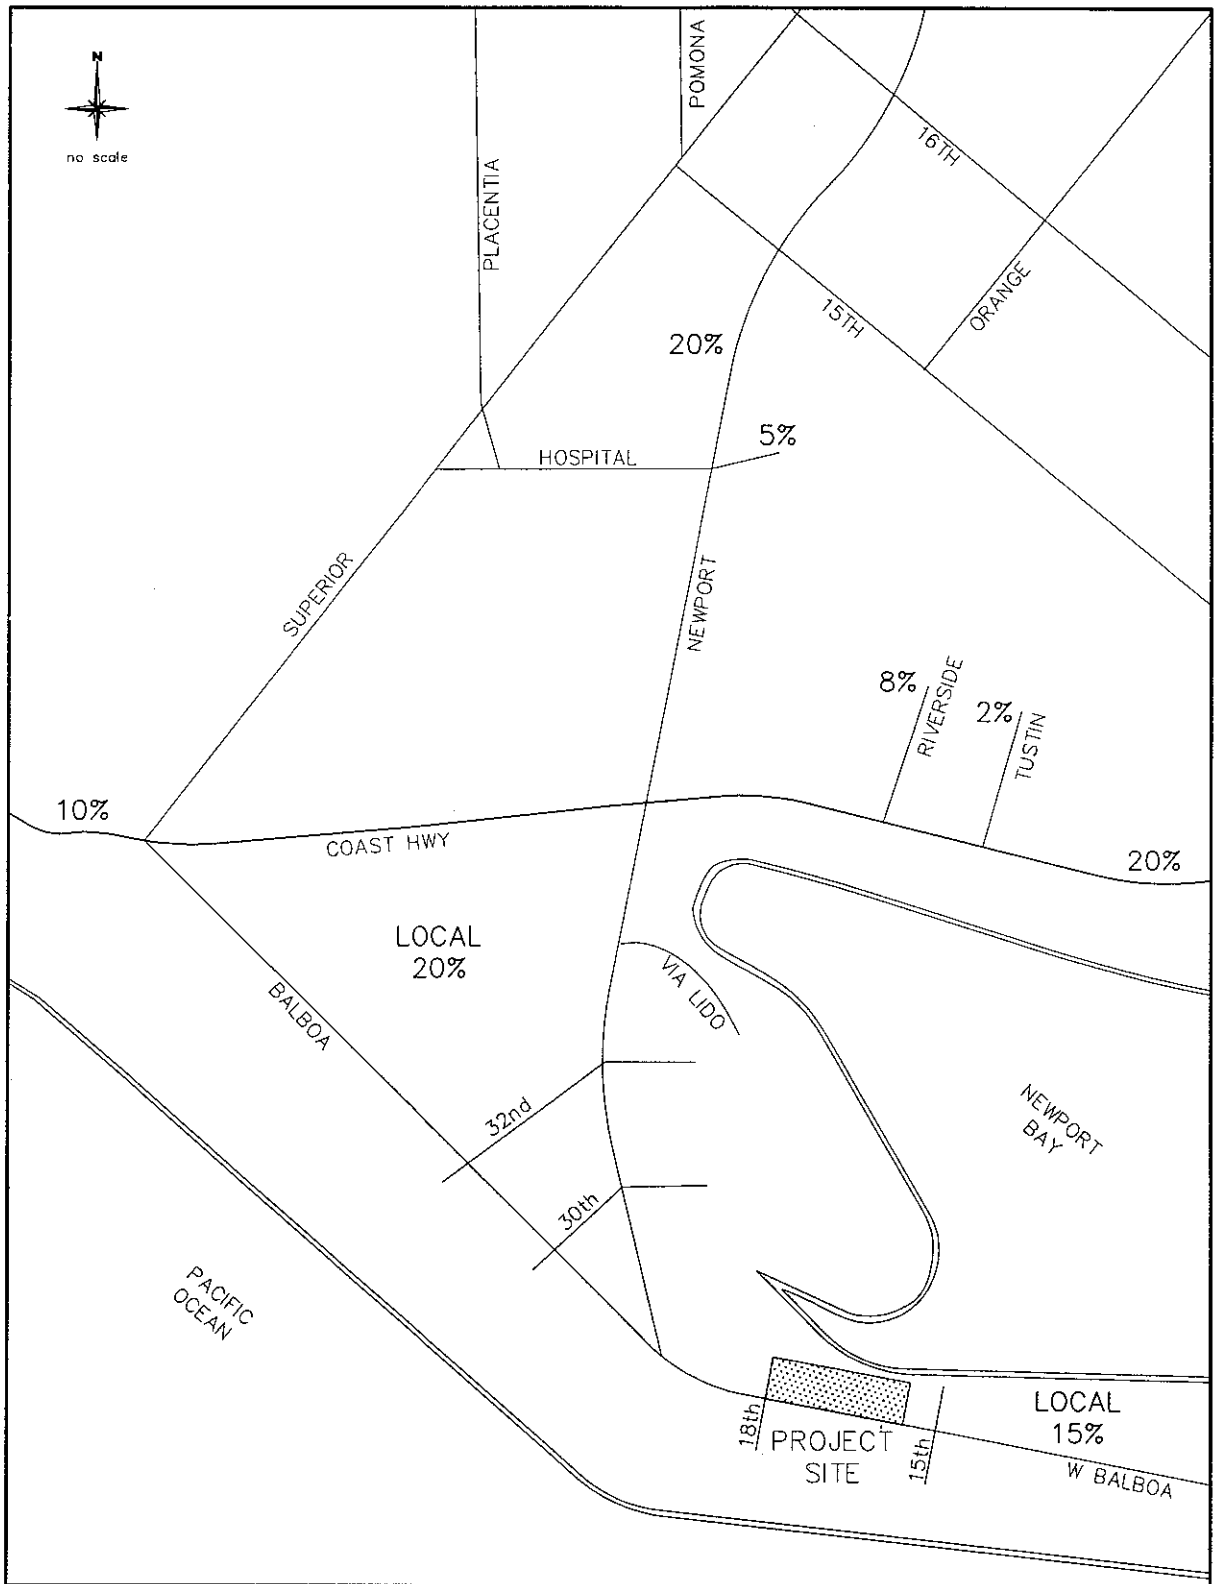 N
no scale
POMONA
PLACENTIA
16TH
ORANGE
15TH
20%
5%
HOSPITAL
SUPERIOR
NEWPORT
8%
RIVERSIDE
2%
TUSTIN
10%
COAST HWY
20%
LOCAL
20%
VIA LIDO
BALBOA
32nd
NEWPORT
BAY
30th
PACIFIC
OCEAN
18th
PROJECT
SITE
15th
LOCAL
15%
W BALBOA